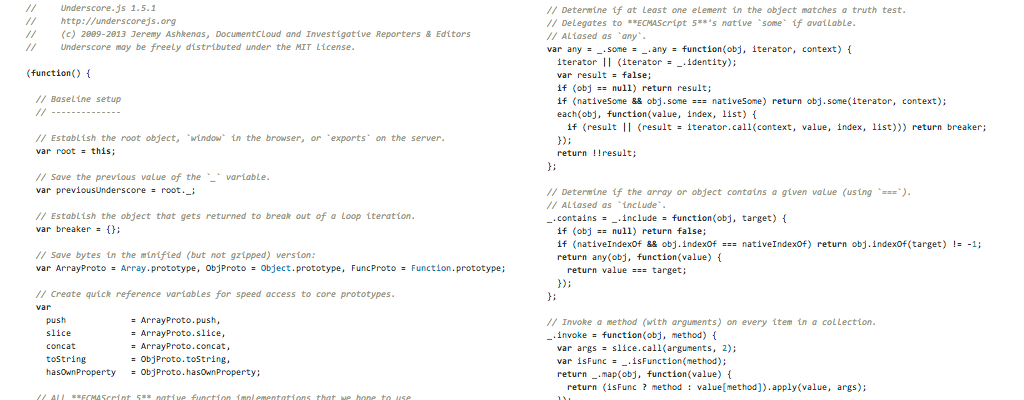 //     Underscore.js 1.5.1
//     http://underscorejs.org
//     (c) 2009-2013 Jeremy Ashkenas, DocumentCloud and Investigative Reporters & Editors
//     Underscore may be freely distributed under the MIT license.

(function() {

  // Baseline setup
  // --------------

  // Establish the root object, `window` in the browser, or `exports` on the server.
  var root = this;

  // Save the previous value of the `_` variable.
  var previousUnderscore = root._;

  // Establish the object that gets returned to break out of a loop iteration.
  var breaker = {};

  // Save bytes in the minified (but not gzipped) version:
  var ArrayProto = Array.prototype, ObjProto = Object.prototype, FuncProto = Function.prototype;

  // Create quick reference variables for speed access to core prototypes.
  var
    push             = ArrayProto.push,
    slice            = ArrayProto.slice,
    concat           = ArrayProto.concat,
    toString         = ObjProto.toString,
    hasOwnProperty   = ObjProto.hasOwnProperty;

  // All **ECMAScript 5** native function implementations that we hope to use

// Determine if at least one element in the object matches a truth test.
// Delegates to **ECMAScript 5**'s native `some` if available.
// Aliased as `any`.
var any = _.some = _.any = function(obj, iterator, context) {
  iterator || (iterator = _.identity);
  var result = false;
  if (obj == null) return result;
  if (nativeSome && obj.some === nativeSome) return obj.some(iterator, context);
  each(obj, function(value, index, list) {
    if (result || (result = iterator.call(context, value, index, list))) return breaker;
  });
  return !!result;
};

// Determine if the array or object contains a given value (using `===`).
// Aliased as `include`.
_.contains = _.include = function(obj, target) {
  if (obj == null) return false;
  if (nativeIndexOf && obj.indexOf === nativeIndexOf) return obj.indexOf(target) != -1;
  return any(obj, function(value) {
    return value === target;
  });
};

// Invoke a method (with arguments) on every item in a collection.
_.invoke = function(obj, method) {
  var args = slice.call(arguments, 2);
  var isFunc = _.isFunction(method);
  return _.map(obj, function(value) {
    return (isFunc ? method : value[method]).apply(value, args);